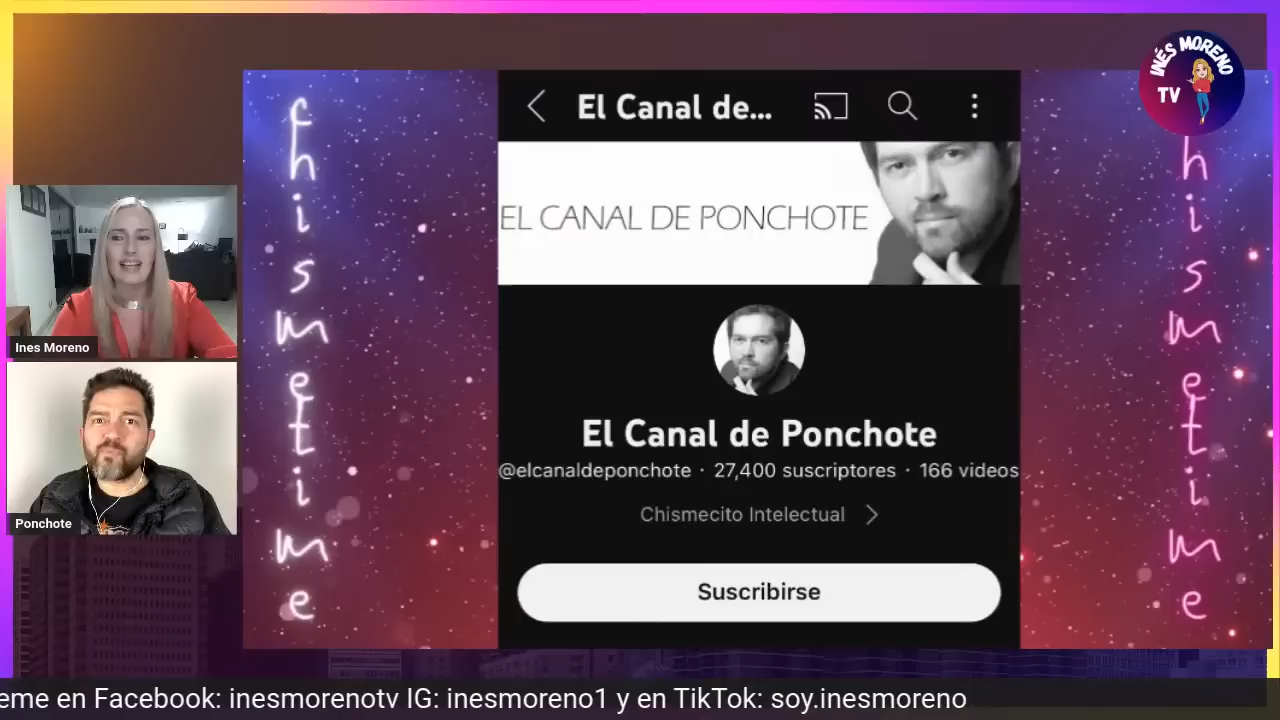 INÉS MORENO
TV
chismetime
chismetime
El Canal de...
EL CANAL DE PONCHOTE
El Canal de Ponchote
@elcanaldeponchote · 27,400 suscriptores · 166 videos
Chismecito Intelectual
Suscribirse
Ines Moreno
Ponchote
eme en Facebook: inesmorenotv IG: inesmoreno1 y en TikTok: soy.inesmoreno